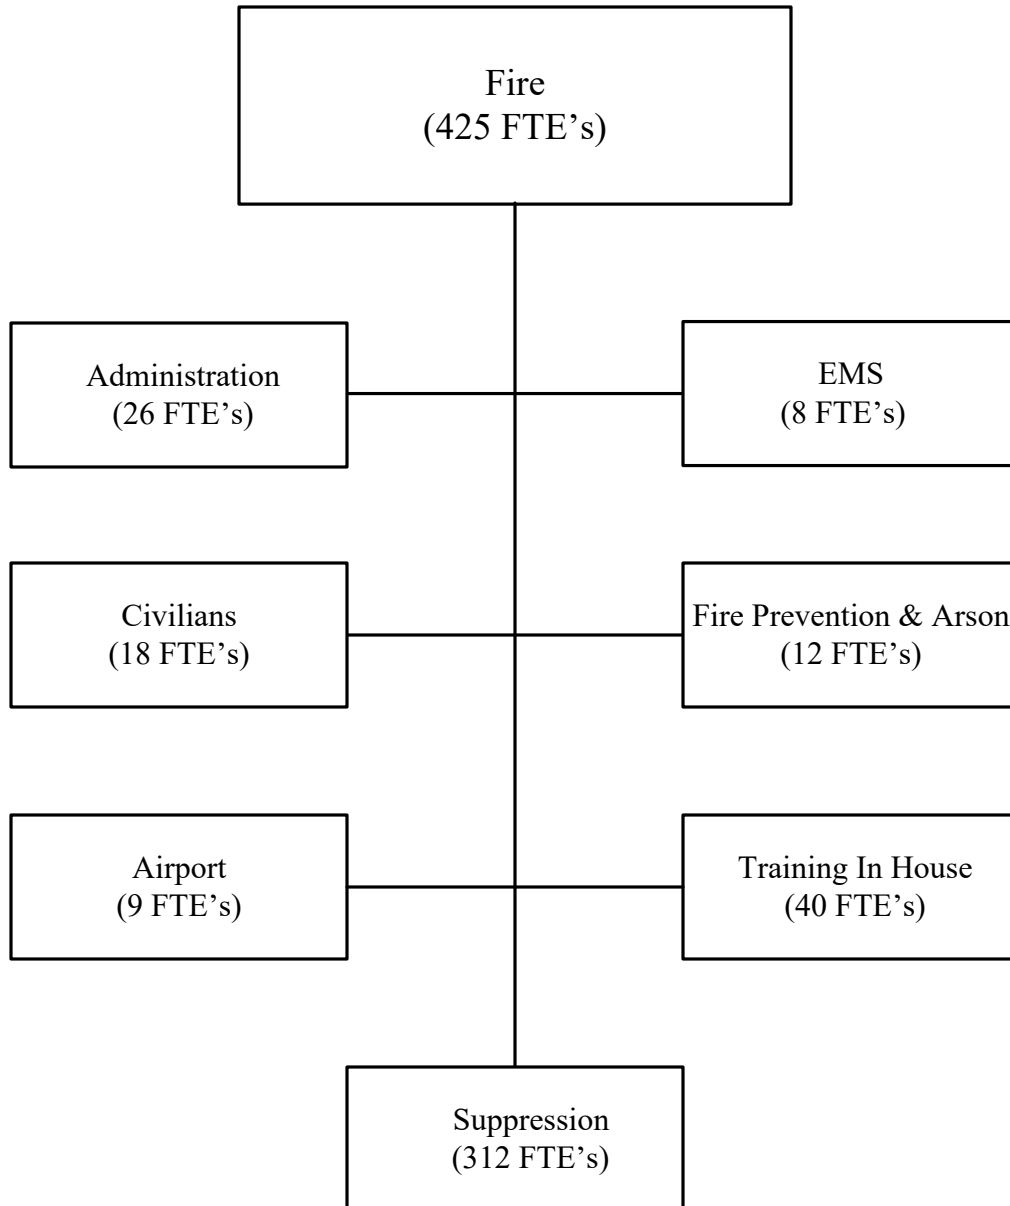 Fire
(425 FTE’s)
Administration
(26 FTE’s)
EMS
(8 FTE’s)
Civilians
(18 FTE’s)
Fire Prevention & Arson
(12 FTE’s)
Airport
(9 FTE’s)
Training In House
(40 FTE’s)
Suppression
(312 FTE’s)